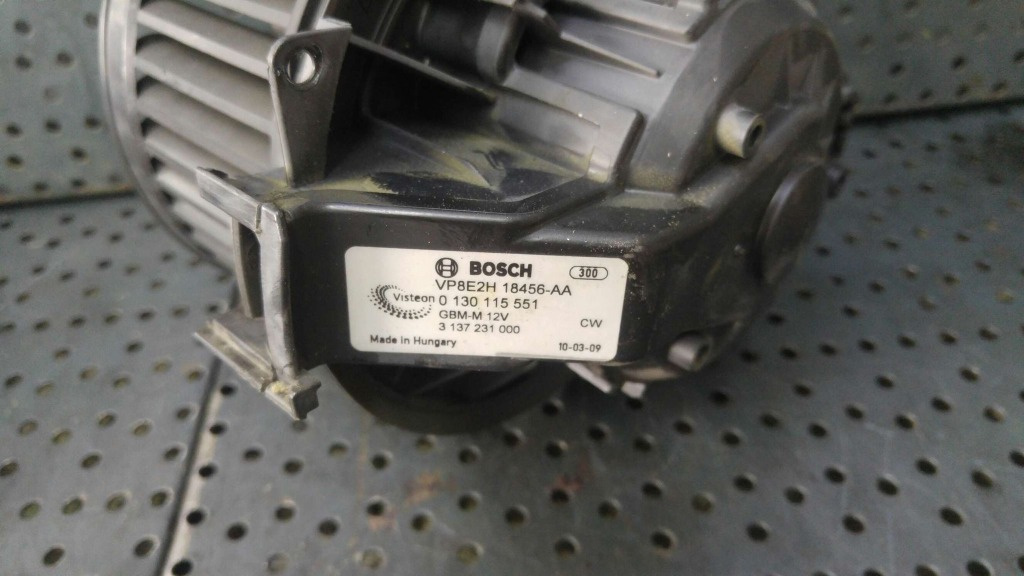 BOSCH 300
VP8E2H 18456-AA
Visteon 0 130 115 551
GBM-M 12V
3 137 231 000 CW
Made in Hungary 10-03-09